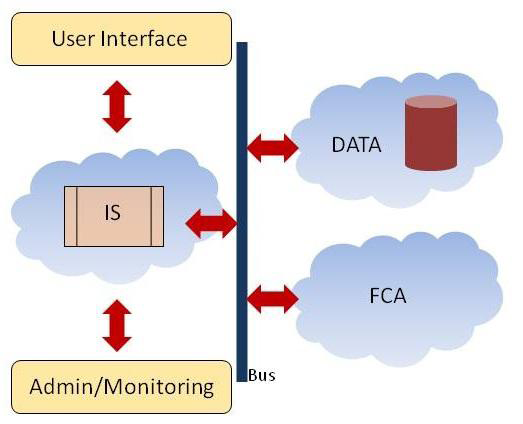 User Interface
DATA
IS
FCA
Admin/Monitoring
Bus